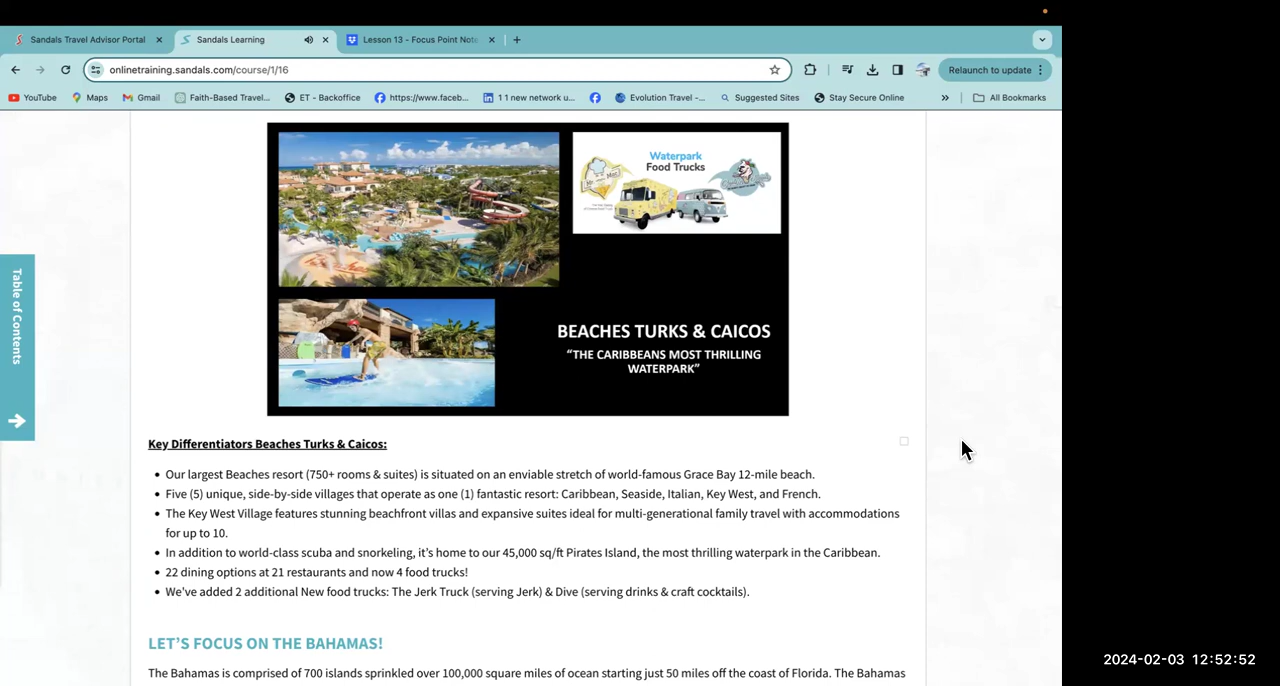 Sandals Travel Advisor Portal
Sandals Learning
Lesson 13 - Focus Point Not
onlinetraining.sandals.com/course/1/16
Relaunch to update
YouTube
Maps
Gmail
Faith-Based Travel...
ET - Backoffice
https://www.faceb...
1 1 new network u...
Evolution Travel -...
Suggested Sites
Stay Secure Online
»
All Bookmarks
Waterpark
Food Trucks
BEACHES TURKS & CAICOS
“THE CARIBBEANS MOST THRILLING
WATERPARK”
Table of Contents
Key Differentiators Beaches Turks & Caicos:
• Our largest Beaches resort (750+ rooms & suites) is situated on an enviable stretch of world-famous Grace Bay 12-mile beach.
• Five (5) unique, side-by-side villages that operate as one (1) fantastic resort: Caribbean, Seaside, Italian, Key West, and French.
• The Key West Village features stunning beachfront villas and expansive suites ideal for multi-generational family travel with accommodations
for up to 10.
• In addition to world-class scuba and snorkeling, it’s home to our 45,000 sq/ft Pirates Island, the most thrilling waterpark in the Caribbean.
• 22 dining options at 21 restaurants and now 4 food trucks!
• We've added 2 additional New food trucks: The Jerk Truck (serving Jerk) & Dive (serving drinks & craft cocktails).
LET’S FOCUS ON THE BAHAMAS!
The Bahamas is comprised of 700 islands sprinkled over 100,000 square miles of ocean starting just 50 miles off the coast of Florida. The Bahamas
2024-02-03 12:52:52